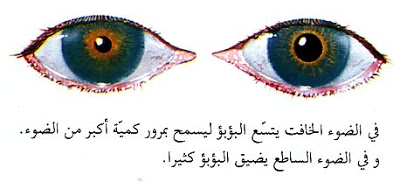 في الضوء الخافت يتسّع البؤبؤ ليسمح بمرور كميّة أكبر من الضوء.
و في الضوء الساطع يضيق البؤبؤ كثيرا.